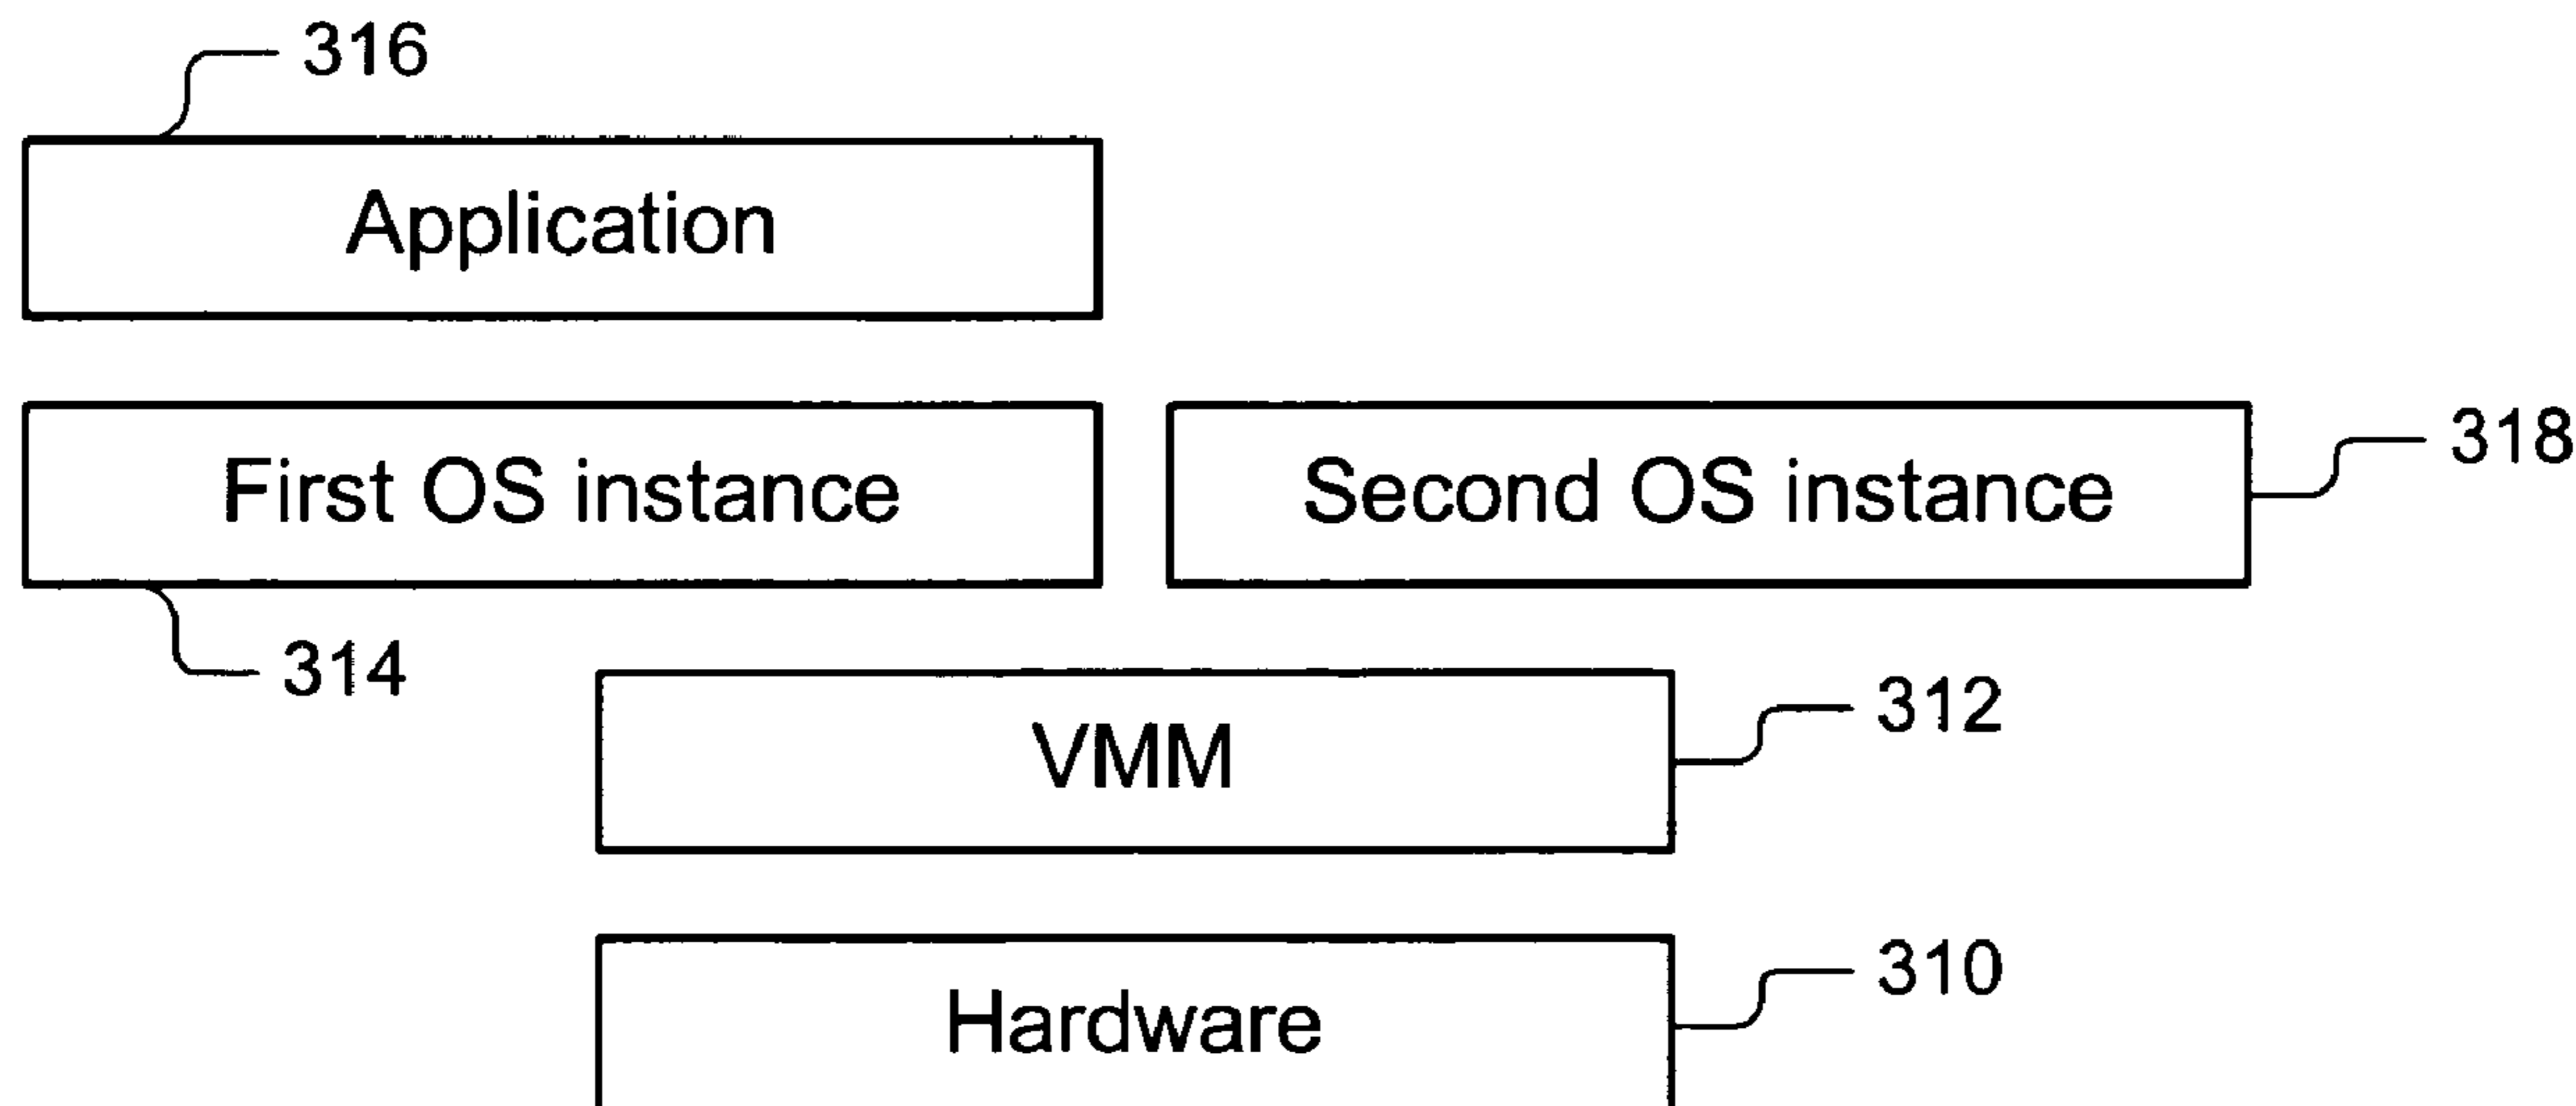 316
Application
First OS instance
Second OS instance
318
314
VMM
312
Hardware
310